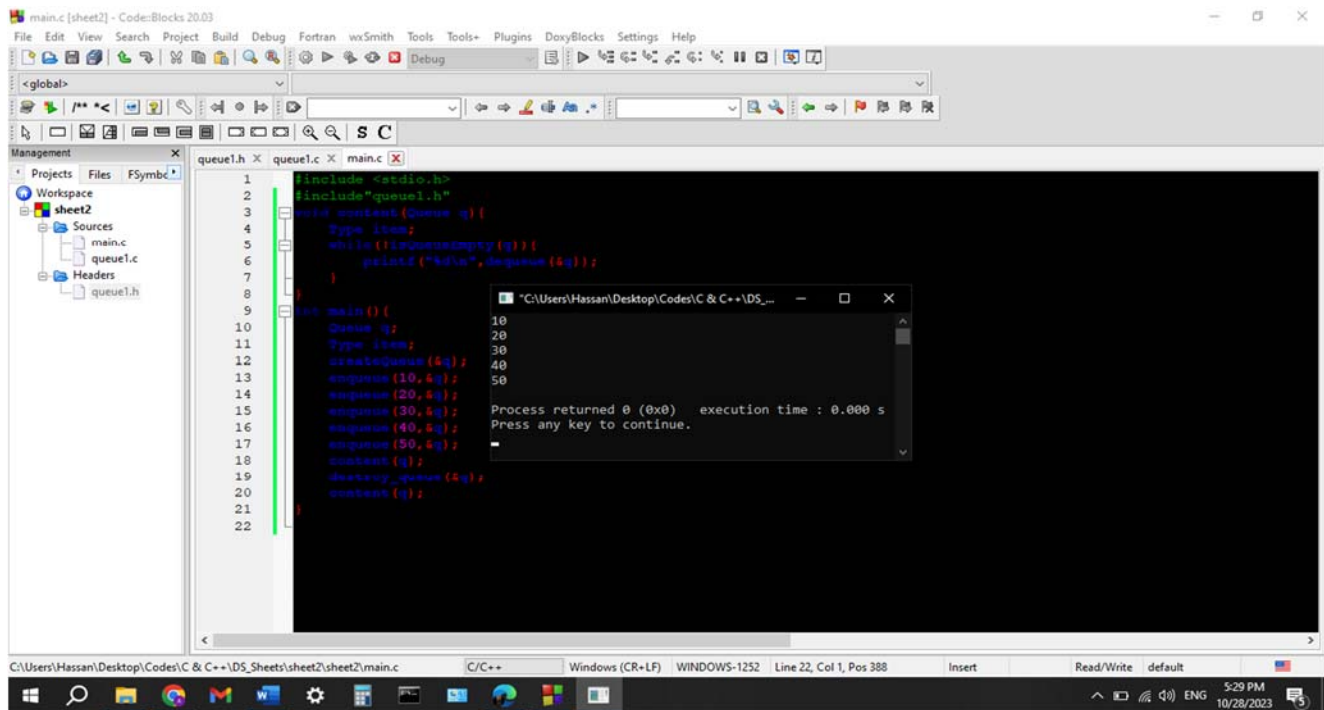 main.c [sheet2] - Code::Blocks 20.03
File Edit View Search Project Build Debug Fortran wxSmith Tools Tools+ Plugins DoxyBlocks Settings Help
Debug
<global>
/** *<
S C
Management
queue1.h queue1.c main.c
Projects Files FSymbo
Workspace
sheet2
Sources
main.c
queue1.c
Headers
queue1.h
1 #include <stdio.h>
2 #include"queue1.h"
3 void content(Queue q){
4 Type item;
5 while(!isQueueEmpty(q)){
6 printf("%d\n",dequeue(&q));
7 }
8 }
9 int main(){
10 Queue q;
11 Type item;
12 createQueue(&q);
13 enqueue(10,&q);
14 enqueue(20,&q);
15 enqueue(30,&q);
16 enqueue(40,&q);
17 enqueue(50,&q);
18 content(q);
19 destroy_queue(&q);
20 content(q);
21 }
22
"C:\Users\Hassan\Desktop\Codes\C & C++\DS_...
10
20
30
40
50
Process returned 0 (0x0) execution time : 0.000 s
Press any key to continue.
C:\Users\Hassan\Desktop\Codes\C & C++\DS_Sheets\sheet2\sheet2\main.c C/C++ Windows (CR+LF) WINDOWS-1252 Line 22, Col 1, Pos 388 Insert Read/Write default
ENG 5:29 PM
10/28/2023